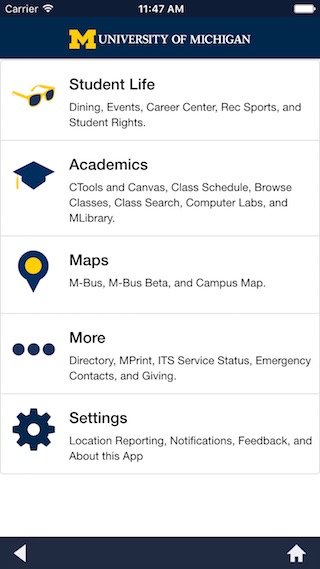 Carrier 11:47 AM
M UNIVERSITY OF MICHIGAN
Student Life
Dining, Events, Career Center, Rec Sports, and
Student Rights.
Academics
CTools and Canvas, Class Schedule, Browse
Classes, Class Search, Computer Labs, and
MLibrary.
Maps
M-Bus, M-Bus Beta, and Campus Map.
More
Directory, MPrint, ITS Service Status, Emergency
Contacts, and Giving.
Settings
Location Reporting, Notifications, Feedback, and
About this App